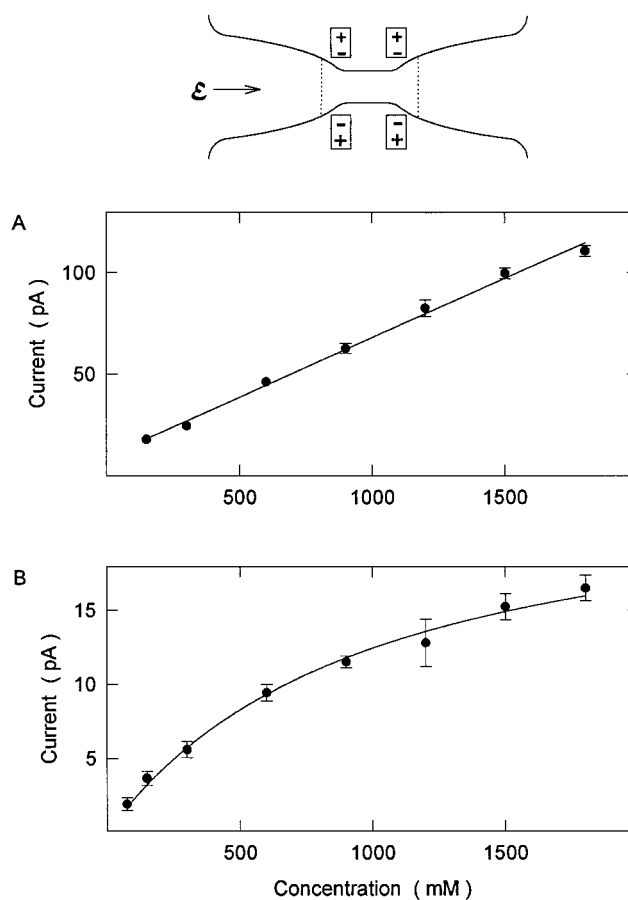 + +
- -
ε
- -
+ +
A
Current ( pA )
100
50
500 1000 1500
B
Current ( pA )
15
10
5
500 1000 1500
Concentration ( mM )